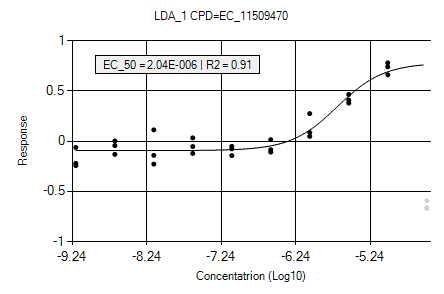 LDA_1 CPD=EC_11509470
EC_50 = 2.04E-006 | R2 = 0.91
1
0.5
0
-0.5
-1
Response
-9.24 -8.24 -7.24 -6.24 -5.24
Concentatrion (Log10)